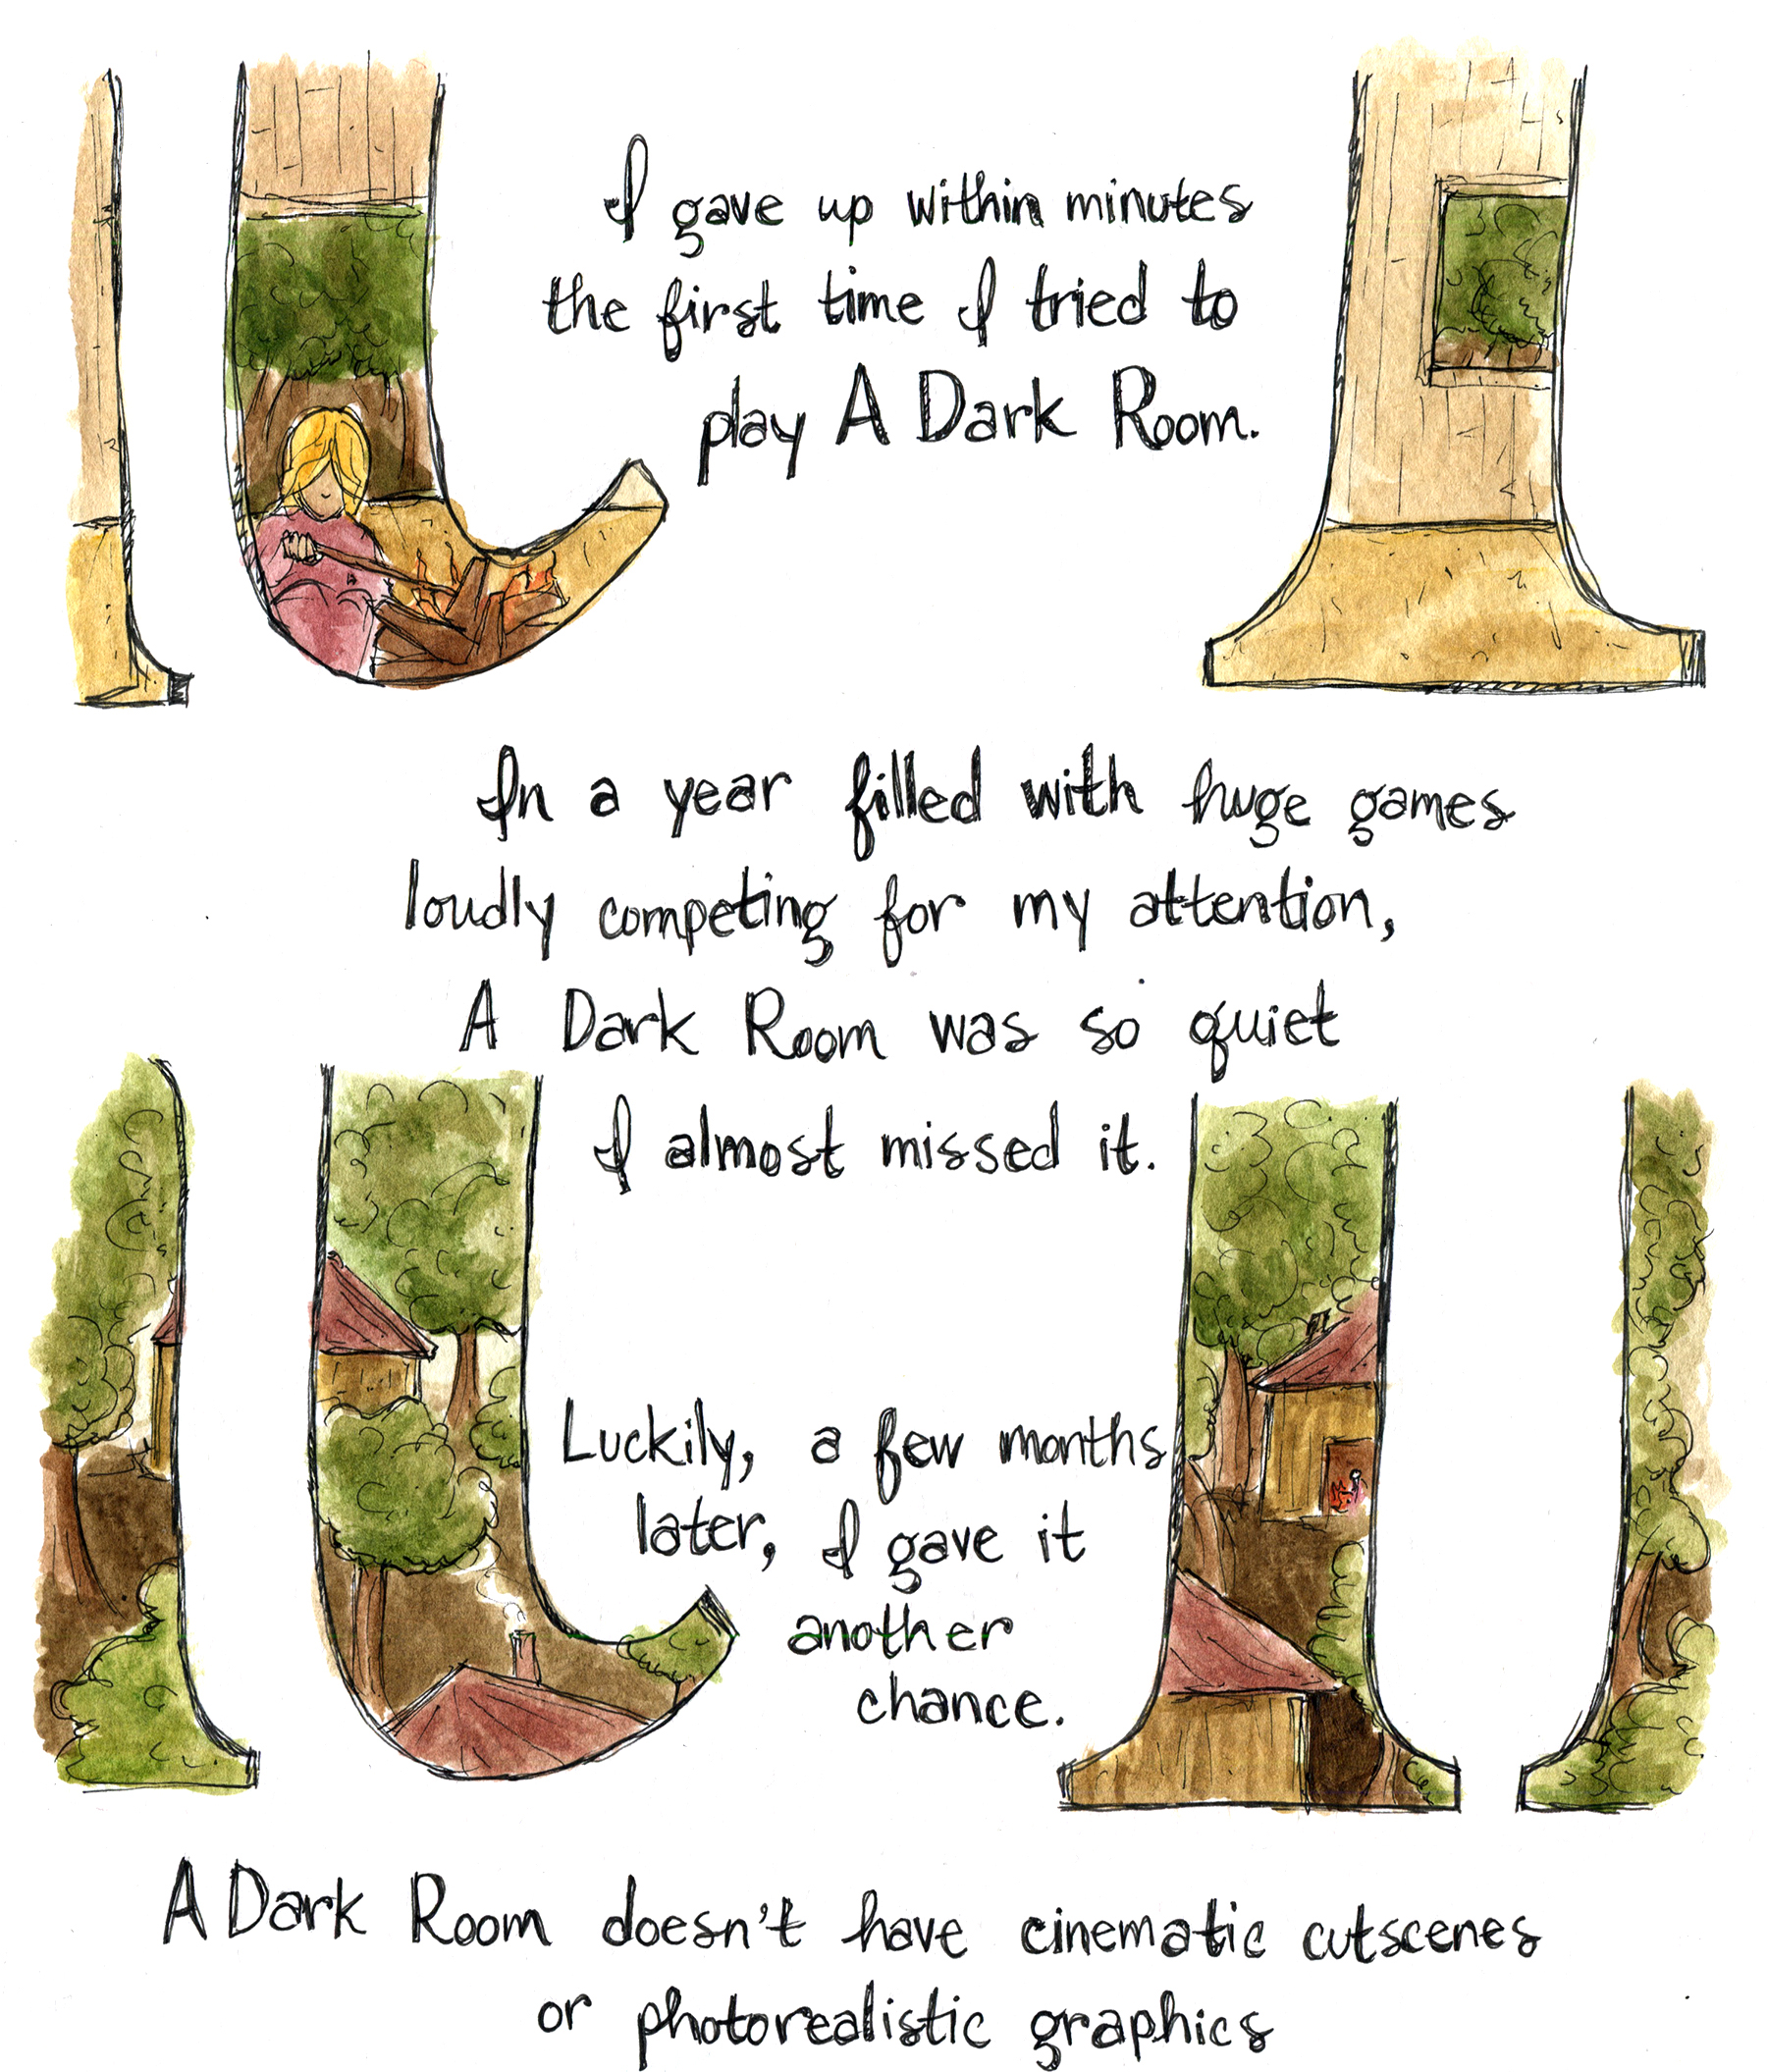 I gave up within minutes
the first time I tried to
play A Dark Room.
In a year filled with huge games
loudly competing for my attention,
A Dark Room was so quiet
I almost missed it.
Luckily, a few months
later, I gave it
another
chance.
A Dark Room doesn't have cinematic cutscenes
or photorealistic graphics